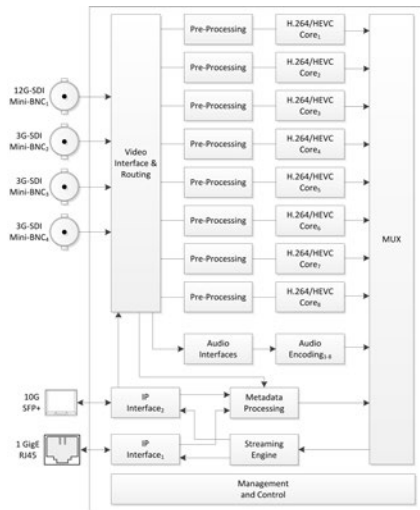 Pre-Processing
H.264/HEVC
Core₁
Pre-Processing
H.264/HEVC
Core₂
12G-SDI
Mini-BNC₁
Pre-Processing
H.264/HEVC
Core₃
3G-SDI
Mini-BNC₂
Pre-Processing
H.264/HEVC
Core₄
Video
Interface &
Routing
3G-SDI
Mini-BNC₃
Pre-Processing
H.264/HEVC
Core₅
3G-SDI
Mini-BNC₄
Pre-Processing
H.264/HEVC
Core₆
MUX
Pre-Processing
H.264/HEVC
Core₇
Pre-Processing
H.264/HEVC
Core₈
Audio
Interfaces
Audio
Encoding₁₋₈
10G
SFP+
IP
Interface₂
Metadata
Processing
1 GigE
RJ45
IP
Interface₁
Streaming
Engine
Management
and Control